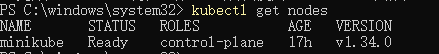 PS C:\windows\system32> kubectl get nodes
NAME       STATUS   ROLES           AGE   VERSION
minikube   Ready    control-plane   17h   v1.34.0